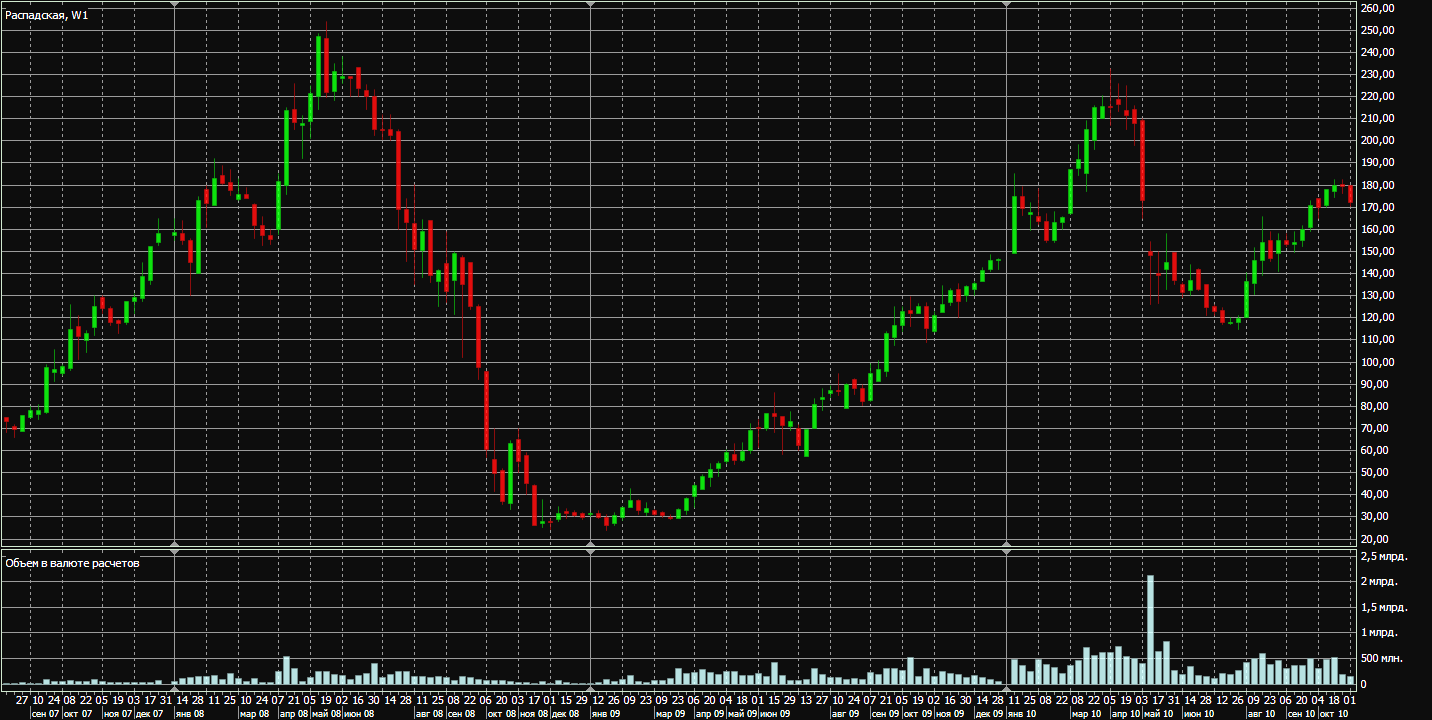 Распадская, W1
260,00
250,00
240,00
230,00
220,00
210,00
200,00
190,00
180,00
170,00
160,00
150,00
140,00
130,00
120,00
110,00
100,00
90,00
80,00
70,00
60,00
50,00
40,00
30,00
20,00
Объем в валюте расчетов
2,5 млрд.
2 млрд.
1,5 млрд.
1 млрд.
500 млн.
0
27 10 24 08 22 05 19 03 17 31 14 28 11 25 10 24 07 21 05 19 02 16 30 14 28 11 25 08 22 06 20 03 17 01 15 29 12 26 09 23 09 23 06 20 04 18 01 15 29 13 27 10 24 07 21 05 19 02 16 30 14 28 11 25 08 22 08 22 05 19 03 17 31 14 28 12 26 09 23 06 20 04 18 01
сен 07 окт 07 ноя 07 дек 07 янв 08 мар 08 апр 08 май 08 июн 08 авг 08 сен 08 окт 08 ноя 08 дек 08 янв 09 мар 09 апр 09 май 09 июн 09 авг 09 сен 09 окт 09 ноя 09 дек 09 янв 10 мар 10 апр 10 май 10 июн 10 авг 10 сен 10 окт 10